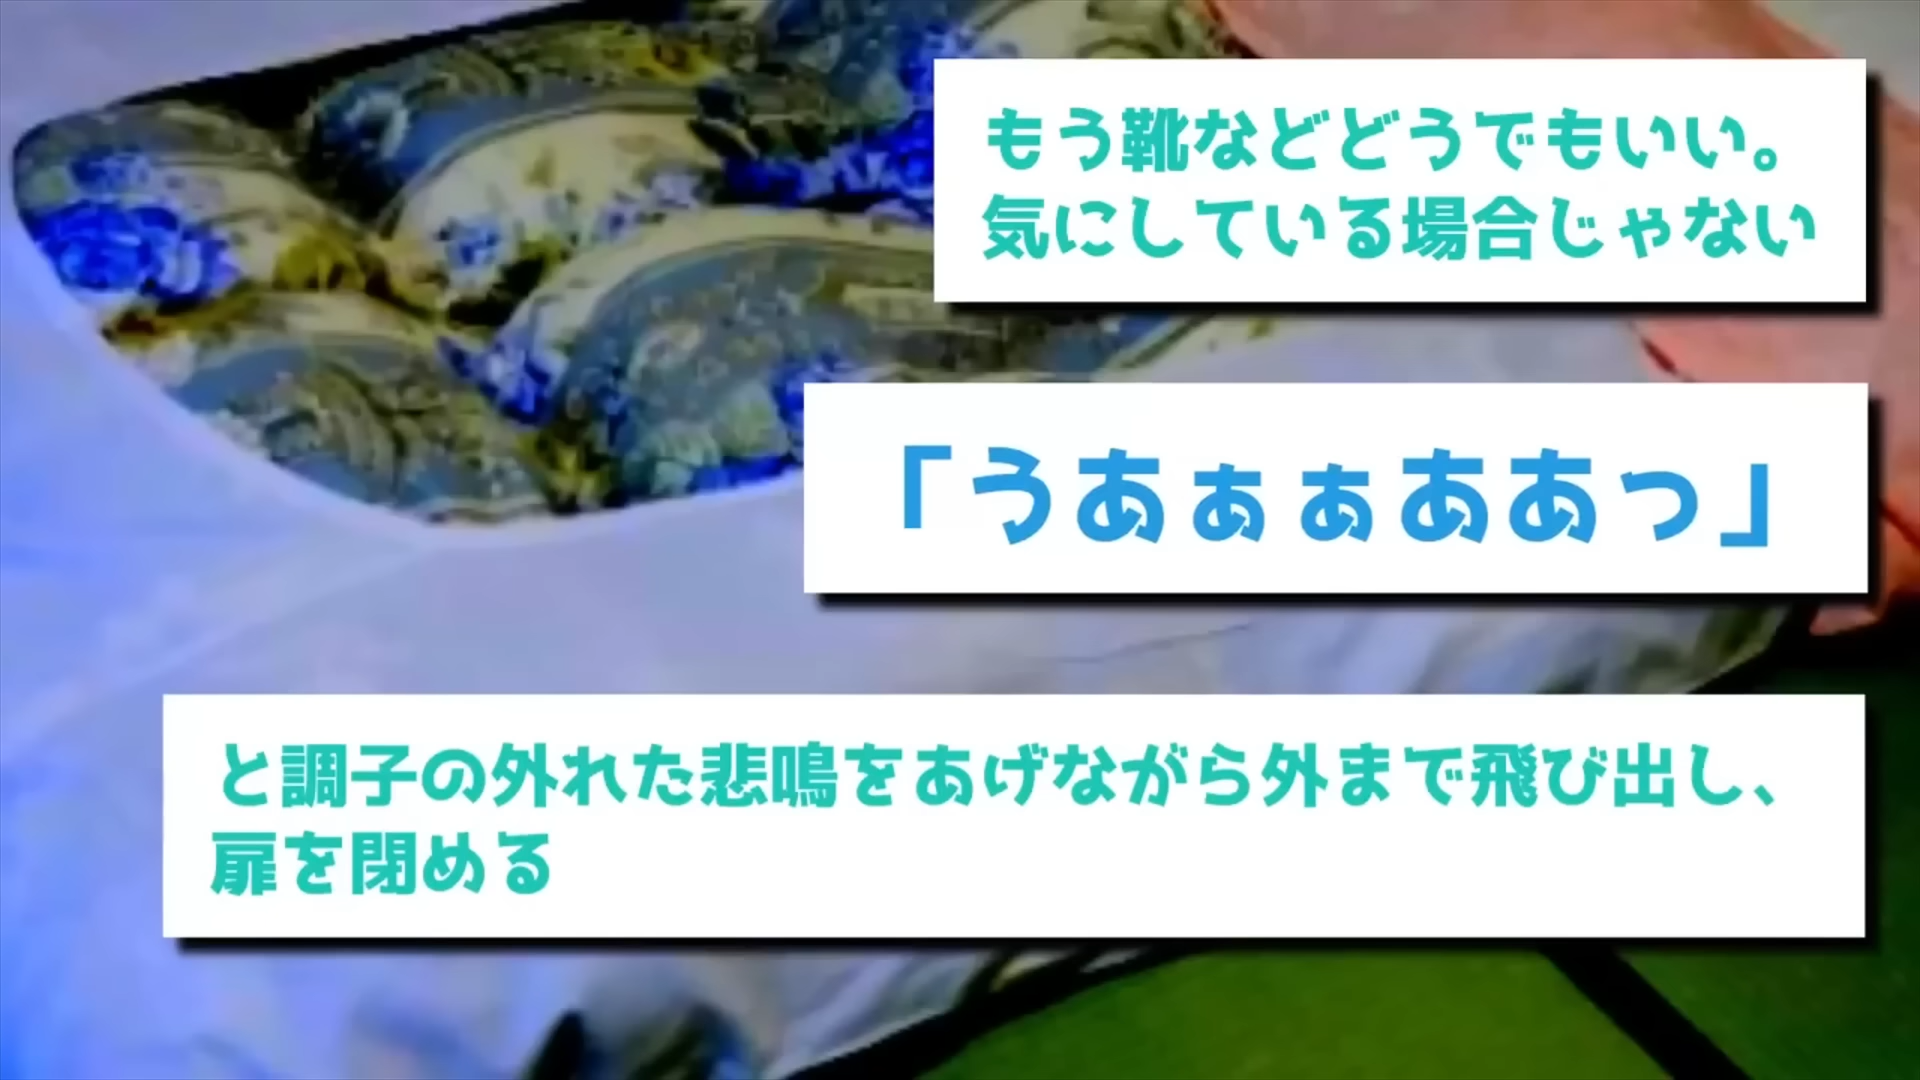 もう靴などどうでもいい。
気にしている場合じゃない
「うあぁぁああっ」
と調子の外れた悲鳴をあげながら外まで飛び出し、
扉を閉める